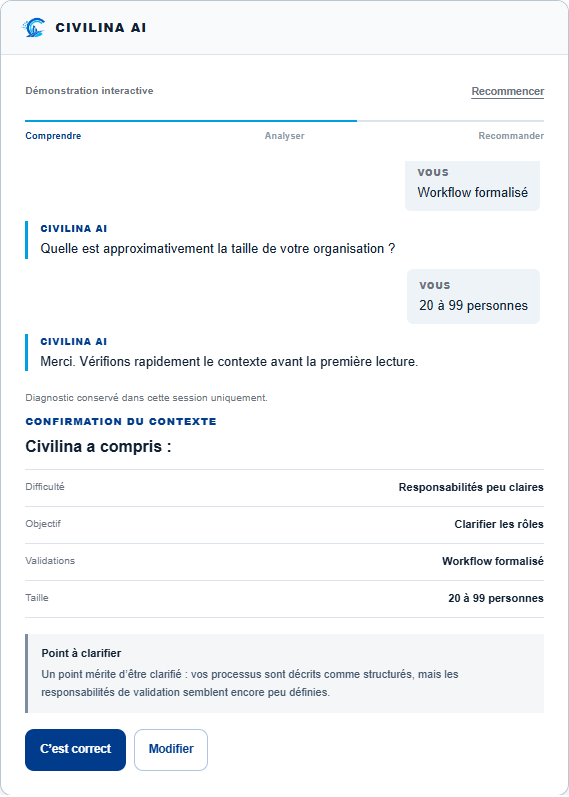 CIVILINA AI
Démonstration interactive
Recommencer
Comprendre
Analyser
Recommander
VOUS
Workflow formalisé
CIVILINA AI
Quelle est approximativement la taille de votre organisation ?
VOUS
20 à 99 personnes
CIVILINA AI
Merci. Vérifions rapidement le contexte avant la première lecture.
Diagnostic conservé dans cette session uniquement.
CONFIRMATION DU CONTEXTE
Civilina a compris :
Difficulté
Responsabilités peu claires
Objectif
Clarifier les rôles
Validations
Workflow formalisé
Taille
20 à 99 personnes
Point à clarifier
Un point mérite d’être clarifié : vos processus sont décrits comme structurés, mais les
responsabilités de validation semblent encore peu définies.
C'est correct
Modifier